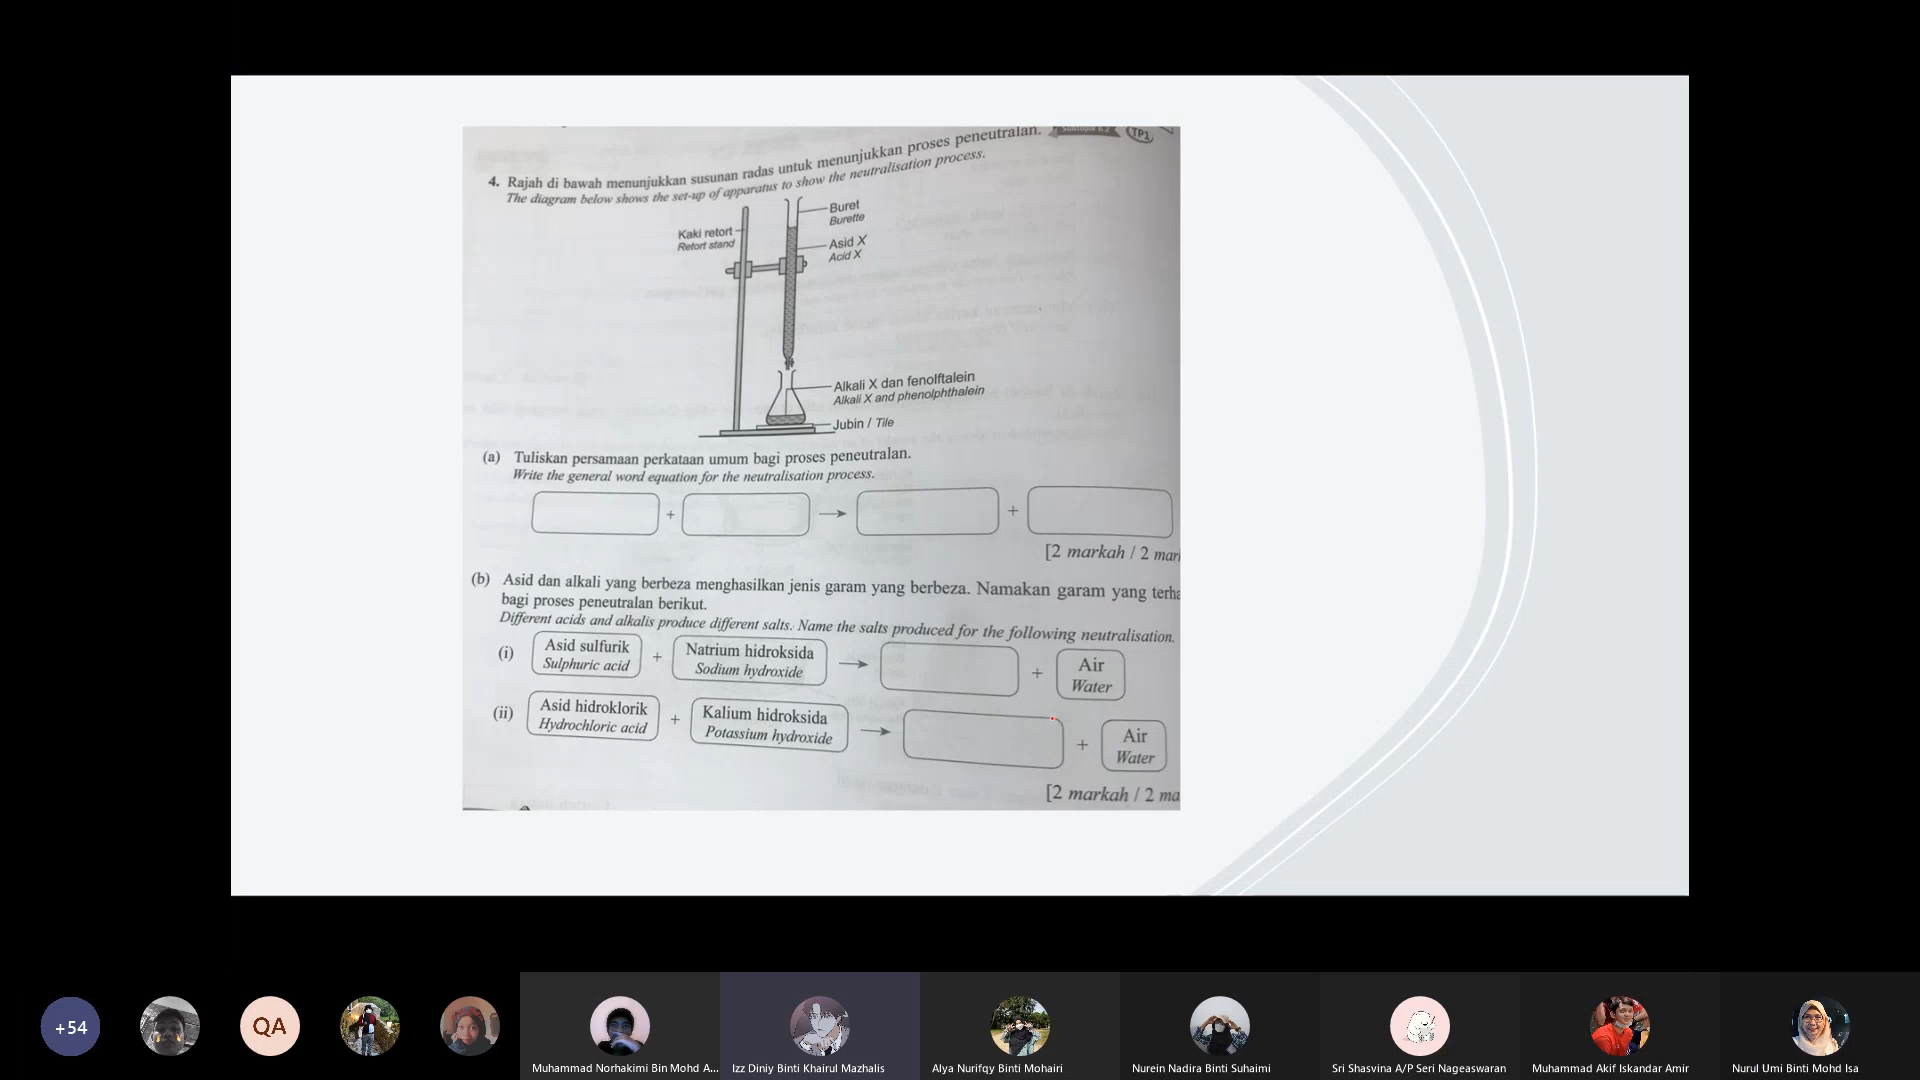 Subtopik 6.2
TP1
4. Rajah di bawah menunjukkan susunan radas untuk menunjukkan proses peneutralan.
The diagram below shows the set-up of apparatus to show the neutralisation process.
Buret
Burette
Kaki retort
Retort stand
Asid X
Acid X
Alkali X dan fenolftalein
Alkali X and phenolphthalein
Jubin / Tile
(a) Tuliskan persamaan perkataan umum bagi proses peneutralan.
Write the general word equation for the neutralisation process.
+ → +
[2 markah / 2 mar
(b) Asid dan alkali yang berbeza menghasilkan jenis garam yang berbeza. Namakan garam yang terha
bagi proses peneutralan berikut.
Different acids and alkalis produce different salts. Name the salts produced for the following neutralisation.
(i) Asid sulfurik + Natrium hidroksida → + Air
Sulphuric acid Sodium hydroxide Water
(ii) Asid hidroklorik + Kalium hidroksida → + Air
Hydrochloric acid Potassium hydroxide Water
[2 markah / 2 ma
+54
QA
Muhammad Norhakimi Bin Mohd A...
Izz Diniy Binti Khairul Mazhalis
Alya Nurifqy Binti Mohairi
Nurein Nadira Binti Suhaimi
Sri Shasvina A/P Seri Nageaswaran
Muhammad Akif Iskandar Amir
Nurul Umi Binti Mohd Isa